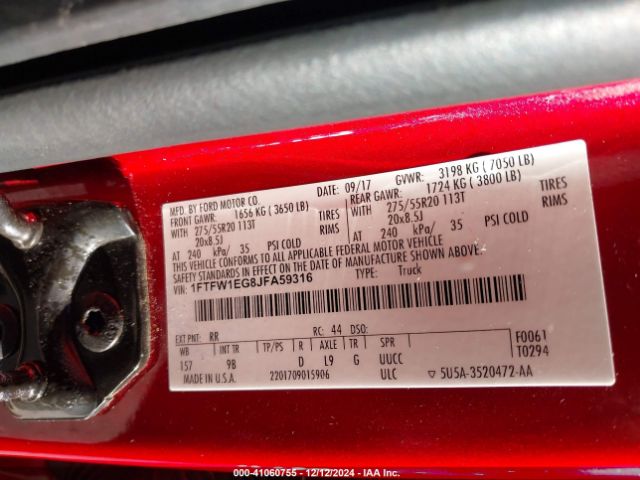 MFD. BY FORD MOTOR CO.
DATE: 09/17 GVWR: 3198 KG ( 7050 LB)
FRONT GAWR: 1656 KG ( 3650 LB) REAR GAWR: 1724 KG ( 3800 LB)
WITH 275/55R20 113T TIRES WITH 275/55R20 113T TIRES
20x8.5J RIMS 20x8.5J RIMS
AT 240 kPa/ 35 PSI COLD AT 240 kPa/ 35 PSI COLD
THIS VEHICLE CONFORMS TO ALL APPLICABLE FEDERAL MOTOR VEHICLE
SAFETY STANDARDS IN EFFECT ON THE DATE OF MANUFACTURE SHOWN ABOVE.
VIN: 1FTFW1EG8JFA59316 TYPE: Truck
EXT PNT: RR RC: 44 DSO: F0061
WB INT TR TP/PS R AXLE TR SPR T0294
157 9B D L9 G UUCC
MADE IN U.S.A. 2201709015906 ULC ▽ 5U5A-3520472-AA
000-41060755 - 12/12/2024 - IAA Inc.